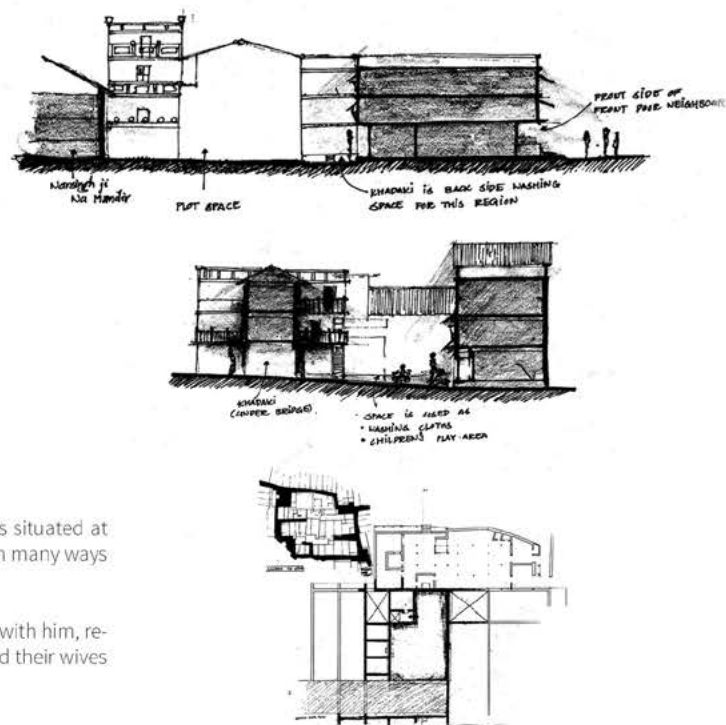 FRONT SIDE OF
FRONT POOR NEIGHBOUR
Narsingh ji
Na Mandir
PLOT SPACE
KHADAKI IS BACK SIDE WASHING
SPACE FOR THIS REGION
KHADAKI
(UNDER BRIDGE).
- SPACE IS USED AS
• WASHING CLOTHS
• CHILDRENS PLAY AREA
s situated at
many ways
with him, re-
d their wives